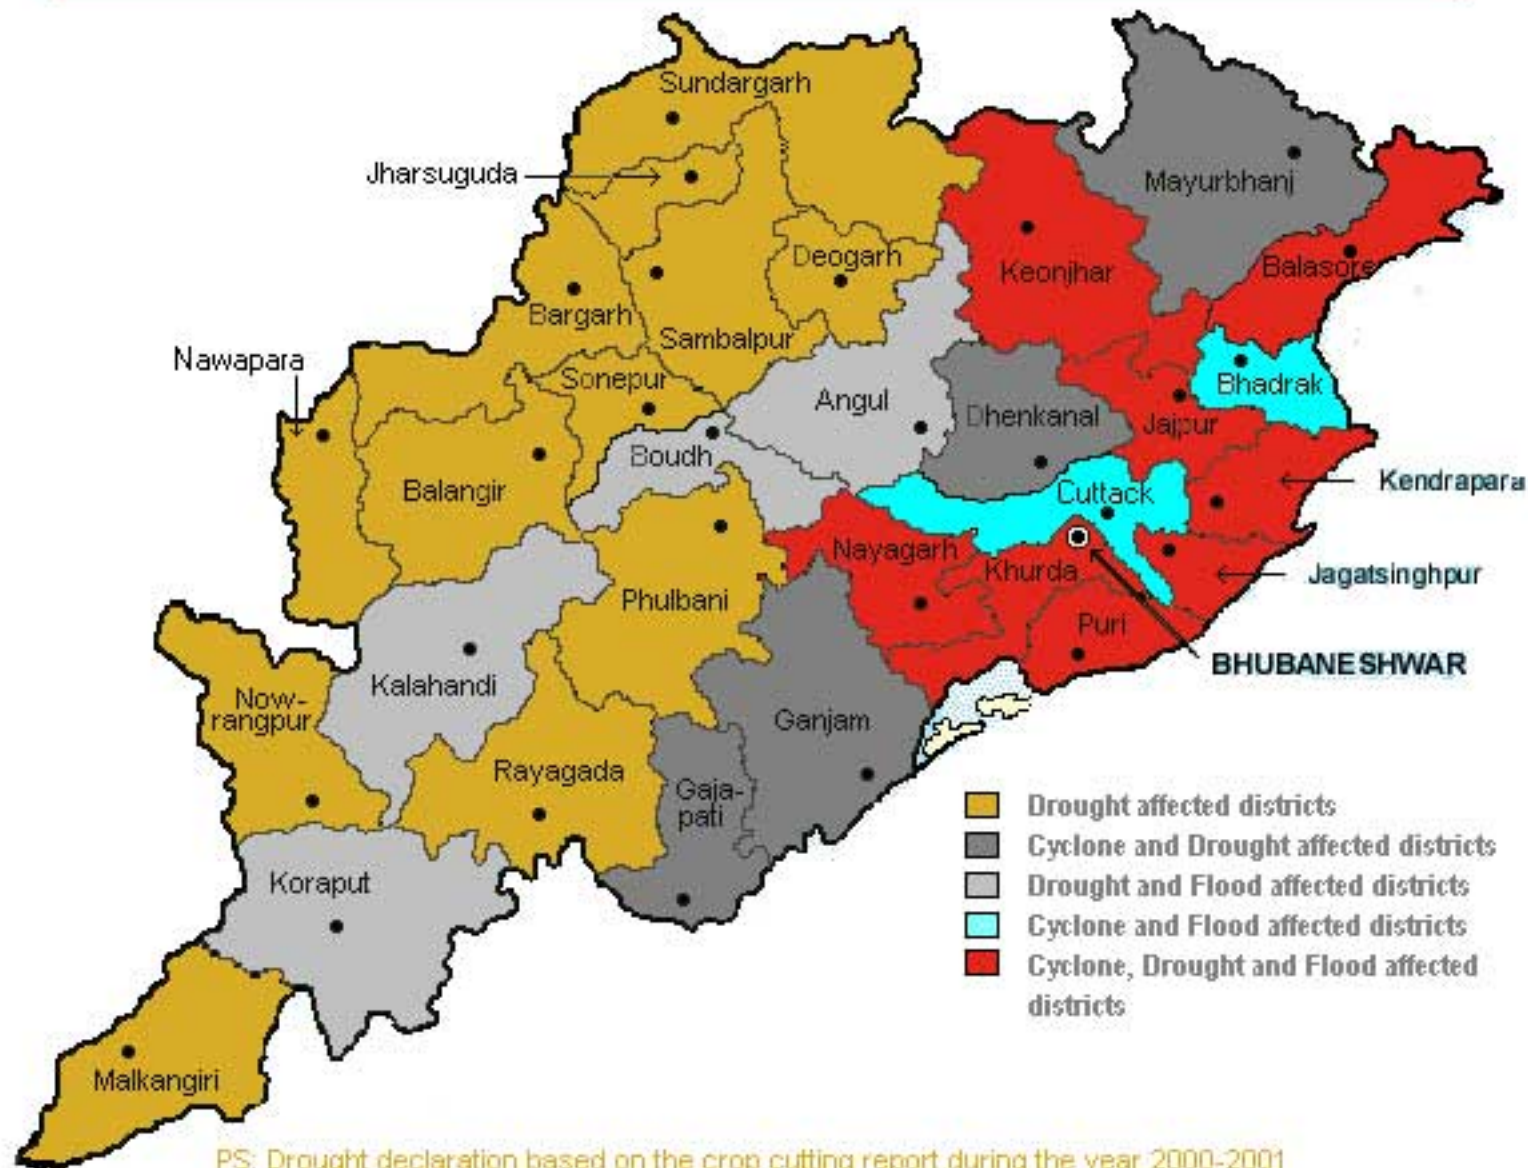 Sundargarh
Jharsuguda
Mayurbhanj
Deogarh
Keonjhar
Balasore
Bargarh
Sambalpur
Nawapara
Sonepur
Bhadrak
Angul
Dhenkanal
Jajpur
Boudh
Balangir
Cuttack
Kendrapara
Nayagarh
Khurda
Jagatsinghpur
Phulbani
Puri
BHUBANESHWAR
Kalahandi
Now-
rangpur
Ganjam
Rayagada
Gaja-
pati
Drought affected districts
Cyclone and Drought affected districts
Koraput
Drought and Flood affected districts
Cyclone and Flood affected districts
Cyclone, Drought and Flood affected
districts
Malkangiri
PS: Drought declaration based on the crop cutting report during the year 2000-2001